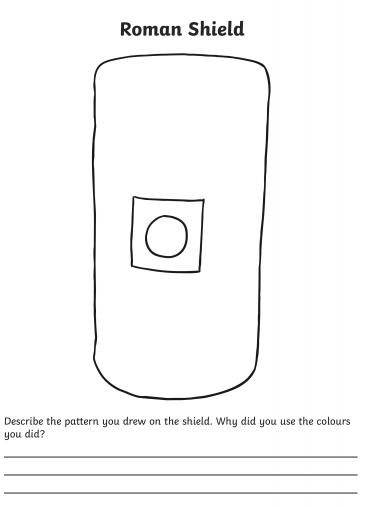 Roman Shield
Describe the pattern you drew on the shield. Why did you use the colours
you did?